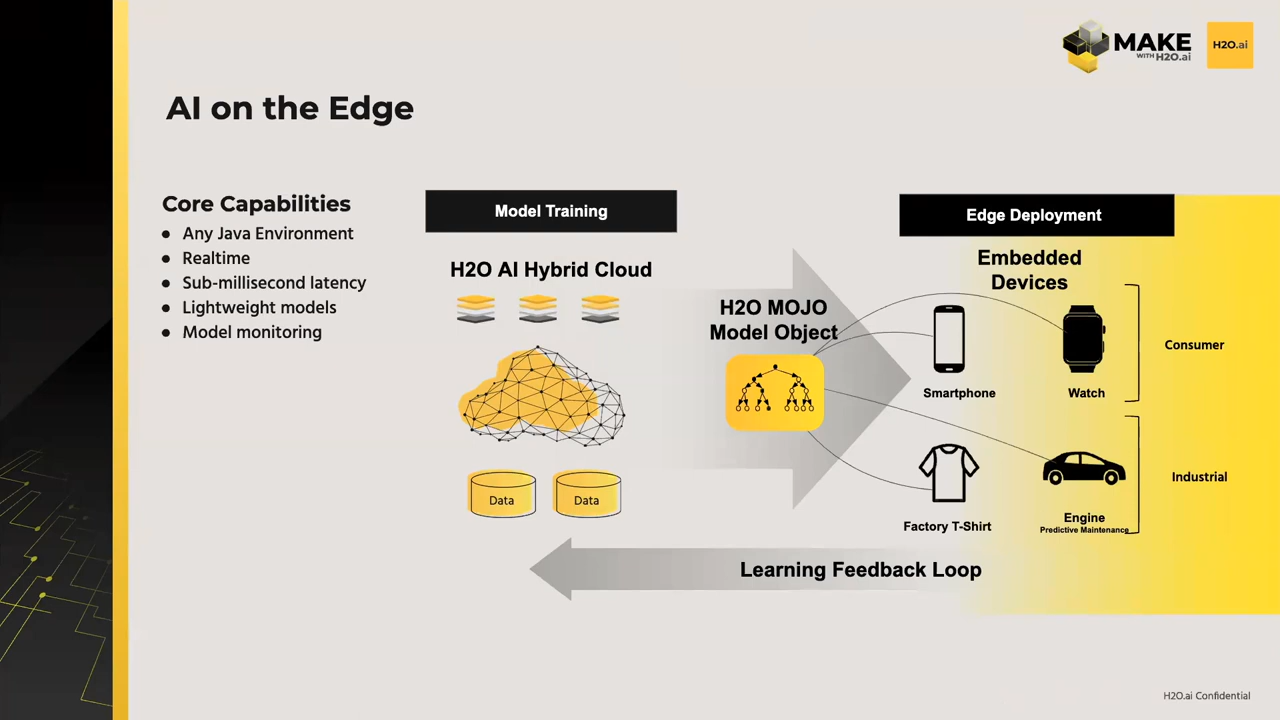 MAKE
WITH H2O.ai
H2O.ai
AI on the Edge
Core Capabilities
● Any Java Environment
● Realtime
● Sub-millisecond latency
● Lightweight models
● Model monitoring
Model Training
H2O AI Hybrid Cloud
Data
Data
H2O MOJO
Model Object
Edge Deployment
Embedded
Devices
Smartphone
Watch
Consumer
Factory T-Shirt
Engine
Predictive Maintenance
Industrial
Learning Feedback Loop
H2O.ai Confidential